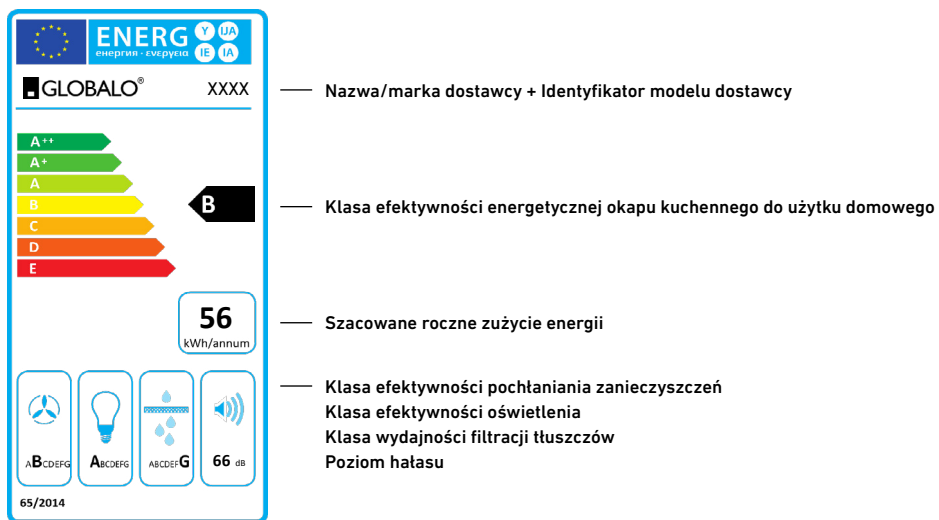 ENERG Y UA
енергия · ενεργεια IE IA
GLOBALO® XXXX
Nazwa/marka dostawcy + Identyfikator modelu dostawcy
A++
A+
A
B
C
D
E
B
Klasa efektywności energetycznej okapu kuchennego do użytku domowego
56
kWh/annum
Szacowane roczne zużycie energii
Klasa efektywności pochłaniania zanieczyszczeń
Klasa efektywności oświetlenia
Klasa wydajności filtracji tłuszczów
Poziom hałasu
ABCDEFG
ABCDEFG
ABCDEFG
66 dB
65/2014